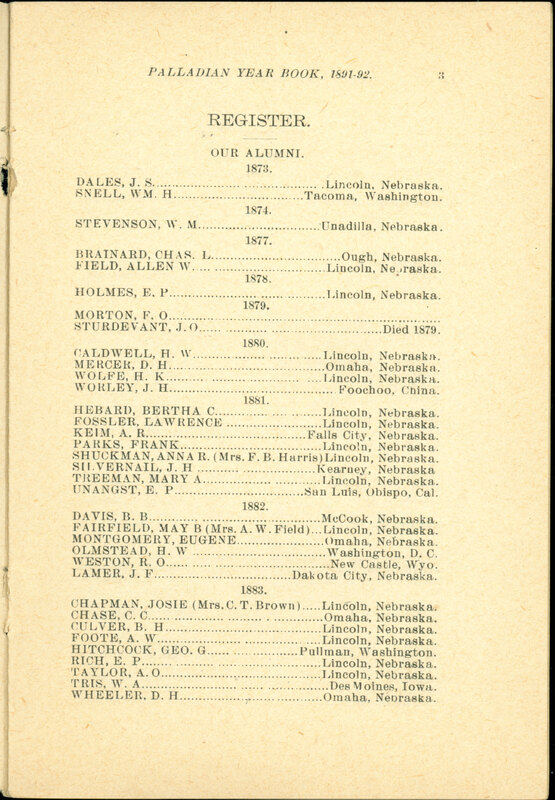 PALLADIAN YEAR BOOK, 1891-92. 3
REGISTER.
OUR ALUMNI.
1873.
DALES, J. S. Lincoln, Nebraska.
SNELL, WM. H Tacoma, Washington.
1874.
STEVENSON, W. M Unadilla, Nebraska.
1877.
BRAINARD, CHAS. L Ough, Nebraska.
FIELD, ALLEN W. Lincoln, Nebraska.
1878.
HOLMES, E. P. Lincoln, Nebraska.
1879.
MORTON, F. O.
STURDEVANT, J. O Died 1879.
1880.
CALDWELL, H. W Lincoln, Nebraska.
MERCER, D. H Omaha, Nebraska.
WOLFE, H. K. Lincoln, Nebraska.
WORLEY, J. H Foochoo, China.
1881.
HEBARD, BERTHA C. Lincoln, Nebraska.
FOSSLER, LAWRENCE Lincoln, Nebraska.
KEIM, A. R. Falls City, Nebraska.
PARKS, FRANK Lincoln, Nebraska.
SHUCKMAN, ANNA R. (Mrs. F. B. Harris) Lincoln, Nebraska.
SILVERNAIL, J. H Kearney, Nebraska
TREEMAN, MARY A. Lincoln, Nebraska.
UNANGST, E. P San Luis, Obispo, Cal.
1882.
DAVIS, B. B McCook, Nebraska.
FAIRFIELD, MAY B (Mrs. A. W. Field) Lincoln, Nebraska.
MONTGOMERY, EUGENE Omaha, Nebraska.
OLMSTEAD, H. W Washington, D. C.
WESTON, R. O New Castle, Wyo.
LAMER, J. F. Dakota City, Nebraska.
1883.
CHAPMAN, JOSIE (Mrs. C. T. Brown) Lincoln, Nebraska.
CHASE, C. C. Omaha, Nebraska.
CULVER, B. H. Lincoln, Nebraska.
FOOTE, A. W. Lincoln, Nebraska.
HITCHCOCK, GEO. G Pullman, Washington.
RICH, E. P. Lincoln, Nebraska.
TAYLOR, A. O Lincoln, Nebraska.
TRIS, W. A Des Moines, Iowa.
WHEELER, D. H Omaha, Nebraska.